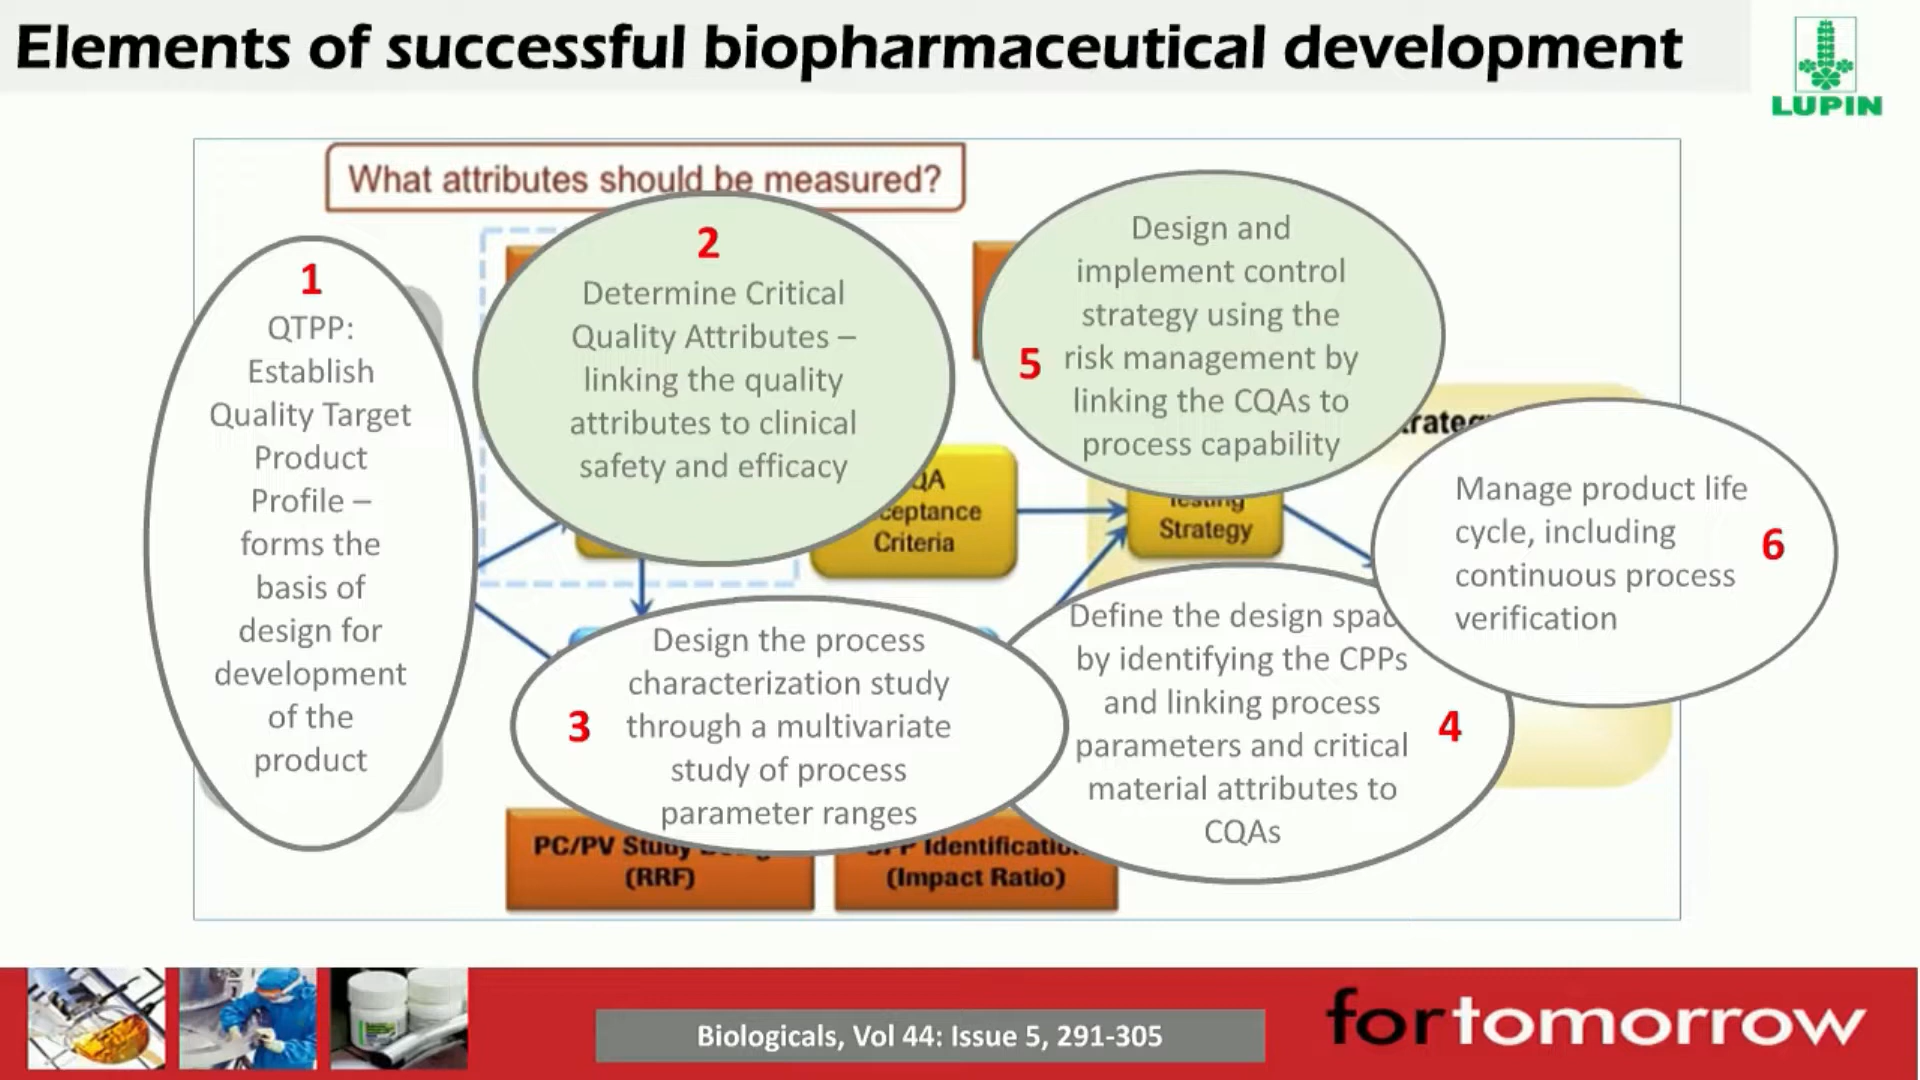 Elements of successful biopharmaceutical development
LUPIN
What attributes should be measured?
1
QTPP:
Establish
Quality Target
Product
Profile –
forms the
basis of
design for
development
of the
product
2
Determine Critical
Quality Attributes –
linking the quality
attributes to clinical
safety and efficacy
Design and
implement control
strategy using the
5 risk management by
linking the CQAs to
process capability
Criteria
Testing
Strategy
Manage product life
cycle, including
continuous process
verification
6
Design the process
characterization study
3 through a multivariate
study of process
parameter ranges
Define the design
by identifying the CPPs
and linking process
parameters and critical
material attributes to
CQAs
4
PC/PV Study
(RRF)
(Impact Ratio)
Biologicals, Vol 44: Issue 5, 291-305
fortomorrow